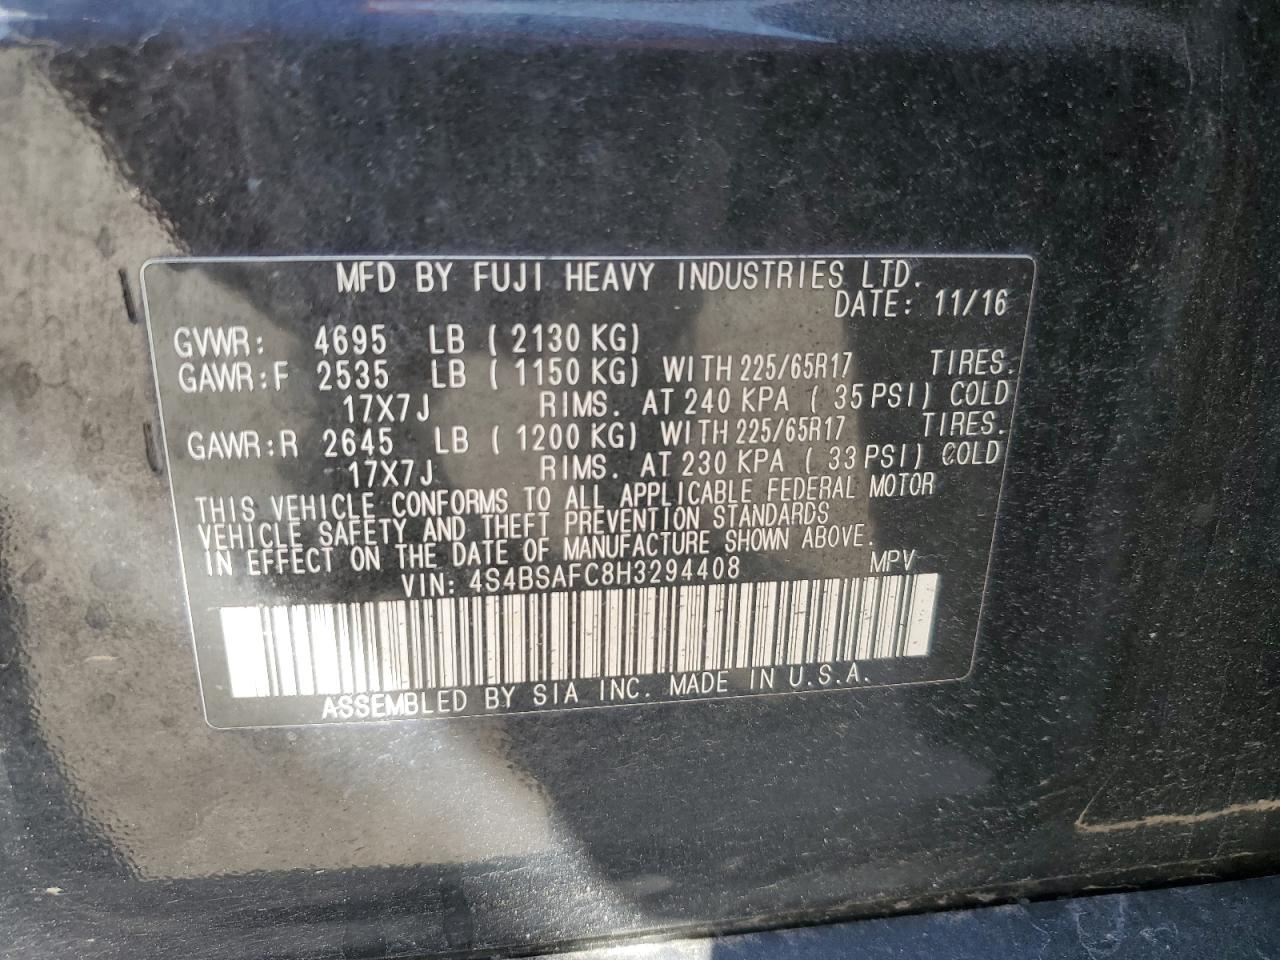 MFD BY FUJI HEAVY INDUSTRIES LTD.
DATE: 11/16
GVWR: 4695 LB ( 2130 KG)
GAWR:F 2535 LB ( 1150 KG) WITH 225/65R17 TIRES.
17X7J RIMS. AT 240 KPA ( 35 PSI) COLD
GAWR:R 2645 LB ( 1200 KG) WITH 225/65R17 TIRES.
17X7J RIMS. AT 230 KPA ( 33 PSI) COLD
THIS VEHICLE CONFORMS TO ALL APPLICABLE FEDERAL MOTOR
VEHICLE SAFETY AND THEFT PREVENTION STANDARDS
IN EFFECT ON THE DATE OF MANUFACTURE SHOWN ABOVE.
VIN: 4S4BSAFC8H3294408 MPV
ASSEMBLED BY SIA INC. MADE IN U.S.A.